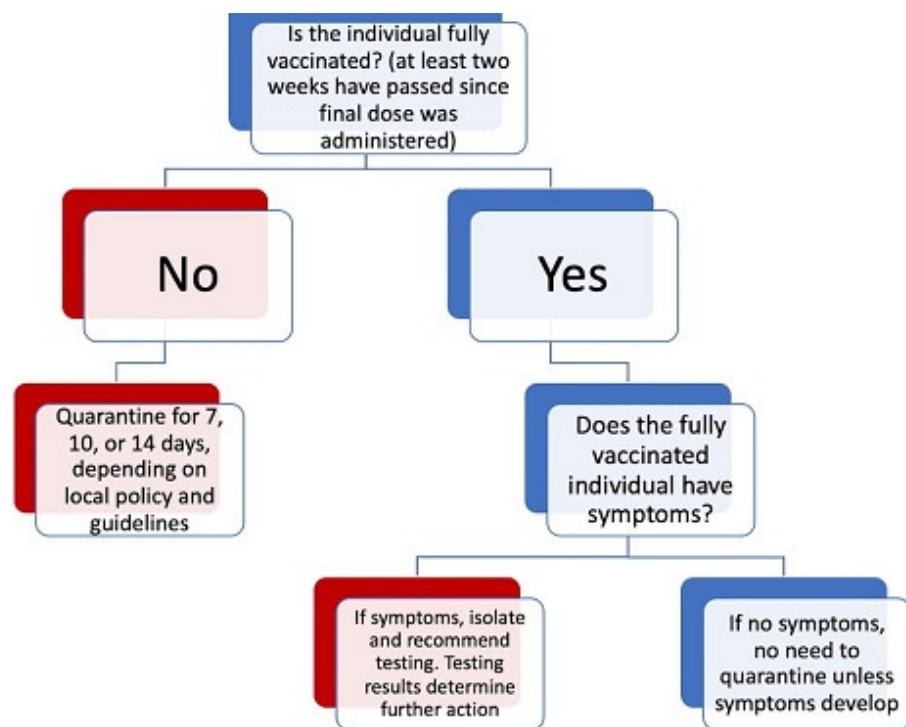 Is the individual fully
vaccinated? (at least two
weeks have passed since
final dose was
administered)
No
Yes
Quarantine for 7,
10, or 14 days,
depending on
local policy and
guidelines
Does the fully
vaccinated
individual have
symptoms?
If symptoms, isolate
and recommend
testing. Testing
results determine
further action
If no symptoms,
no need to
quarantine unless
symptoms develop